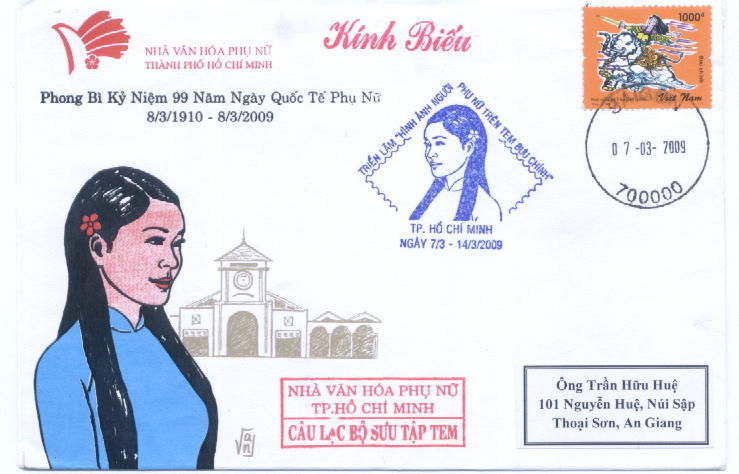 NHÀ VĂN HÓA PHỤ NỮ
THÀNH PHỐ HỒ CHÍ MINH
Kính Biếu
Phong Bì Kỷ Niệm 99 Năm Ngày Quốc Tế Phụ Nữ
8/3/1910 - 8/3/2009
1000đ
Việt Nam
07-03-2009
700000
TRIỂN LÃM "HÌNH ẢNH NGƯỜI PHỤ NỮ TRÊN TEM BƯU CHÍNH"
TP. HỒ CHÍ MINH
NGÀY 7/3 - 14/3/2009
NHÀ VĂN HÓA PHỤ NỮ
TP.HỒ CHÍ MINH
CÂU LẠC BỘ SƯU TẬP TEM
Ông Trần Hữu Huệ
101 Nguyễn Huệ, Núi Sập
Thoại Sơn, An Giang